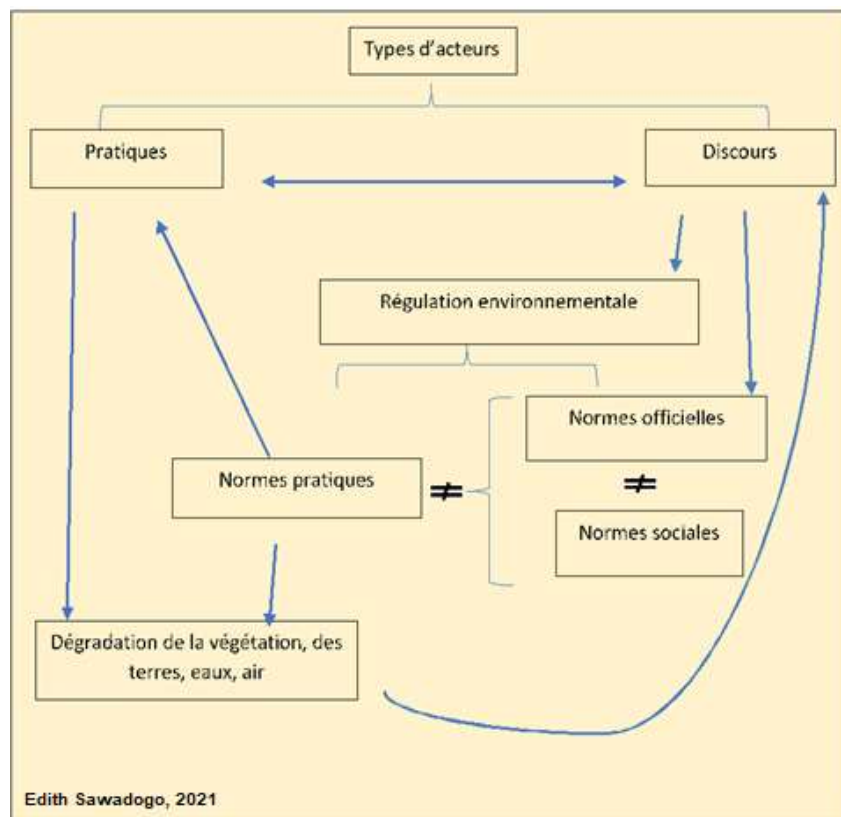 Types d'acteurs
Pratiques
Discours
Régulation environnementale
Normes officielles
Normes pratiques
≠
≠
Normes sociales
Dégradation de la végétation, des
terres, eaux, air
Edith Sawadogo, 2021